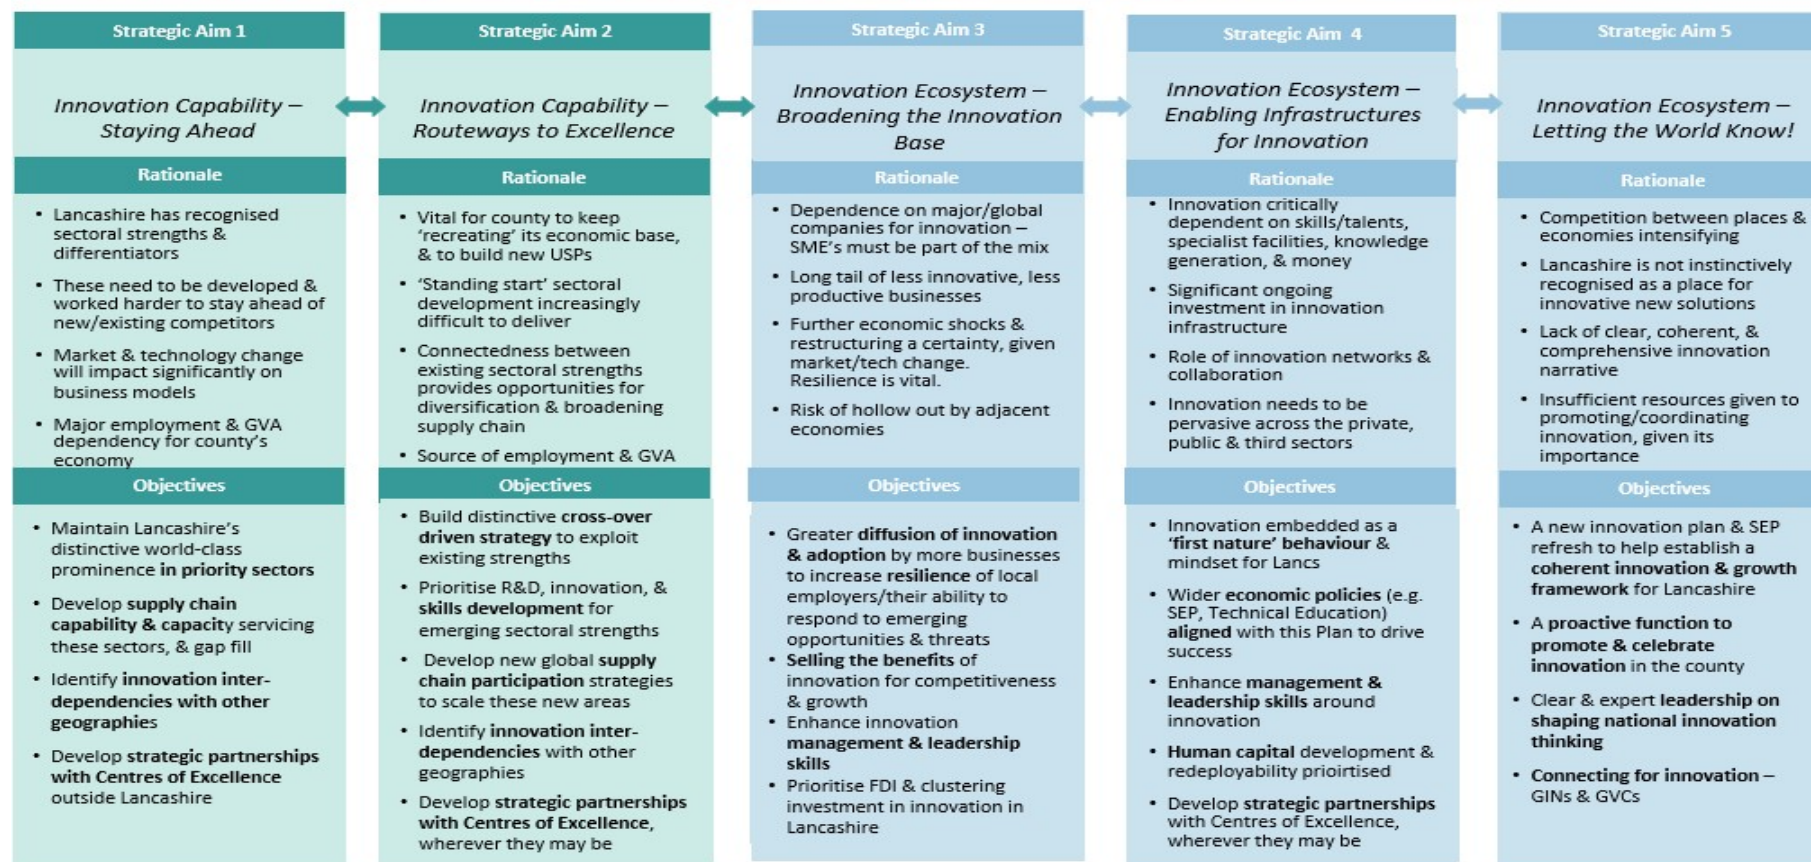 Strategic Aim 1
Innovation Capability –
Staying Ahead
Rationale
• Lancashire has recognised
sectoral strengths &
differentiators
• These need to be developed &
worked harder to stay ahead of
new/existing competitors
• Market & technology change
will impact significantly on
business models
• Major employment & GVA
dependency for county's
economy
Objectives
• Maintain Lancashire's
distinctive world-class
prominence in priority sectors
• Develop supply chain
capability & capacity servicing
these sectors, & gap fill
• Identify innovation inter-
dependencies with other
geographies
• Develop strategic partnerships
with Centres of Excellence
outside Lancashire
Strategic Aim 2
Innovation Capability –
Routeways to Excellence
Rationale
• Vital for county to keep
'recreating' its economic base,
& to build new USPs
• 'Standing start' sectoral
development increasingly
difficult to deliver
• Connectedness between
existing sectoral strengths
provides opportunities for
diversification & broadening
supply chain
• Source of employment & GVA
Objectives
• Build distinctive cross-over
driven strategy to exploit
existing strengths
• Prioritise R&D, innovation, &
skills development for
emerging sectoral strengths
• Develop new global supply
chain participation strategies
to scale these new areas
• Identify innovation inter-
dependencies with other
geographies
• Develop strategic partnerships
with Centres of Excellence,
wherever they may be
Strategic Aim 3
Innovation Ecosystem –
Broadening the Innovation
Base
Rationale
• Dependence on major/global
companies for innovation –
SME's must be part of the mix
• Long tail of less innovative, less
productive businesses
• Further economic shocks &
restructuring a certainty, given
market/tech change.
Resilience is vital.
• Risk of hollow out by adjacent
economies
Objectives
• Greater diffusion of innovation
& adoption by more businesses
to increase resilience of local
employers/their ability to
respond to emerging
opportunities & threats
• Selling the benefits of
innovation for competitiveness
& growth
• Enhance innovation
management & leadership
skills
• Prioritise FDI & clustering
investment in innovation in
Lancashire
Strategic Aim 4
Innovation Ecosystem –
Enabling Infrastructures
for Innovation
Rationale
• Innovation critically
dependent on skills/talents,
specialist facilities, knowledge
generation, & money
• Significant ongoing
investment in innovation
infrastructure
• Role of innovation networks &
collaboration
• Innovation needs to be
pervasive across the private,
public & third sectors
Objectives
• Innovation embedded as a
'first nature' behaviour &
mindset for Lancs
• Wider economic policies (e.g.
SEP, Technical Education)
aligned with this Plan to drive
success
• Enhance management &
leadership skills around
innovation
• Human capital development &
redeployability prioirtised
• Develop strategic partnerships
with Centres of Excellence,
wherever they may be
Strategic Aim 5
Innovation Ecosystem –
Letting the World Know!
Rationale
• Competition between places &
economies intensifying
• Lancashire is not instinctively
recognised as a place for
innovative new solutions
• Lack of clear, coherent, &
comprehensive innovation
narrative
• Insufficient resources given to
promoting/coordinating
innovation, given its
importance
Objectives
• A new innovation plan & SEP
refresh to help establish a
coherent innovation & growth
framework for Lancashire
• A proactive function to
promote & celebrate
innovation in the county
• Clear & expert leadership on
shaping national innovation
thinking
• Connecting for innovation –
GINs & GVCs